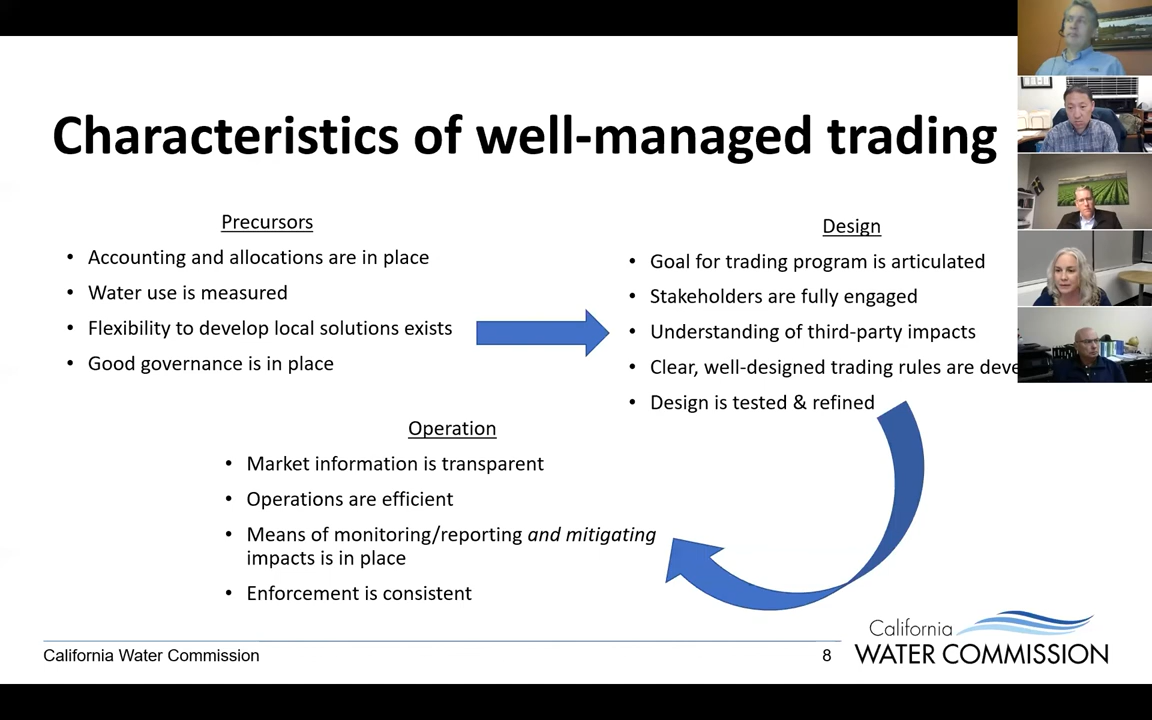 Characteristics of well-managed trading
Precursors
• Accounting and allocations are in place
• Water use is measured
• Flexibility to develop local solutions exists
• Good governance is in place
Design
• Goal for trading program is articulated
• Stakeholders are fully engaged
• Understanding of third-party impacts
• Clear, well-designed trading rules are deve
• Design is tested & refined
Operation
• Market information is transparent
• Operations are efficient
• Means of monitoring/reporting and mitigating
impacts is in place
• Enforcement is consistent
California Water Commission
8
California
WATER COMMISSION